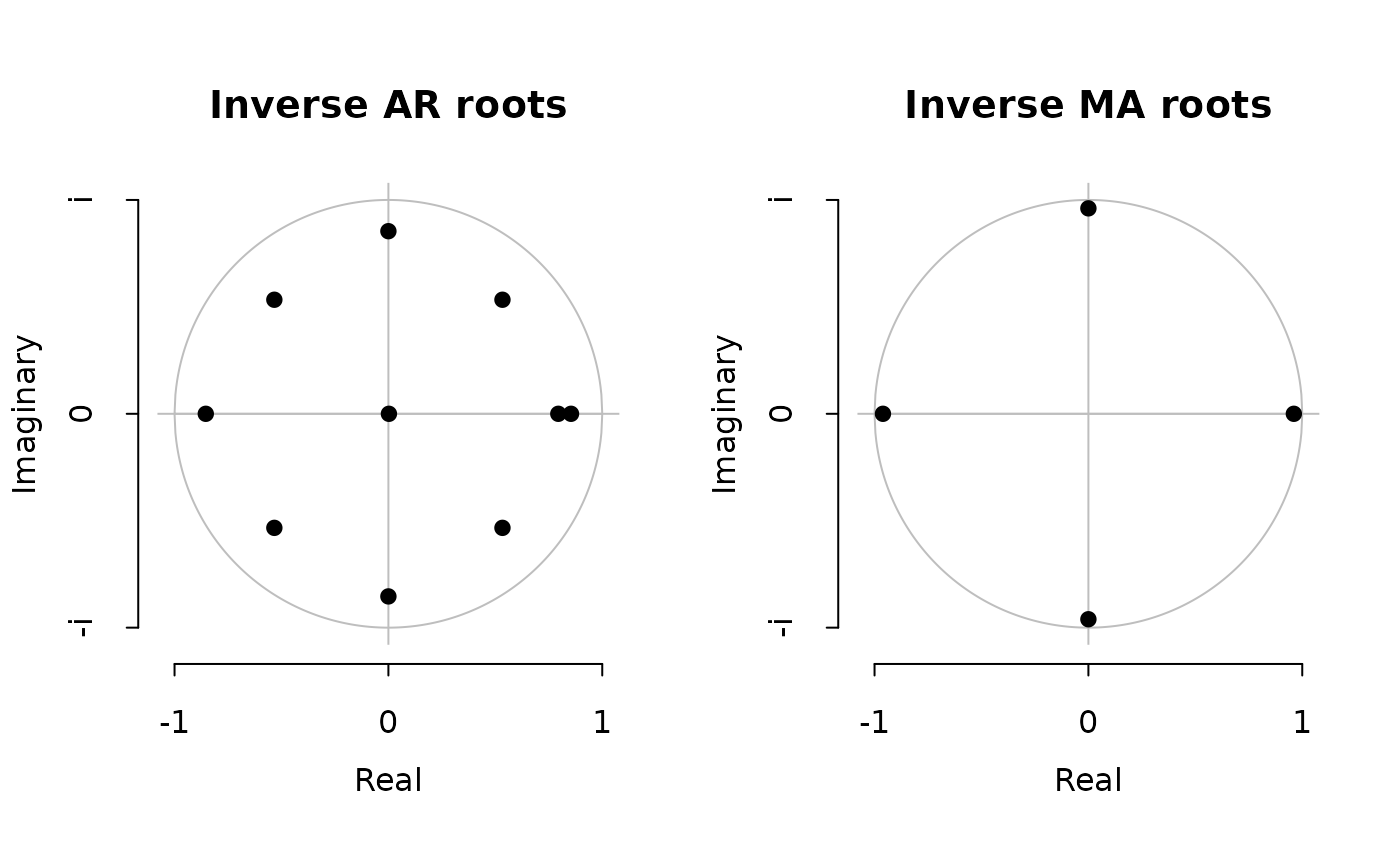 Inverse AR roots
i
0
-i
Imaginary
-1 0 1
Real
Inverse MA roots
i
0
-i
Imaginary
-1 0 1
Real